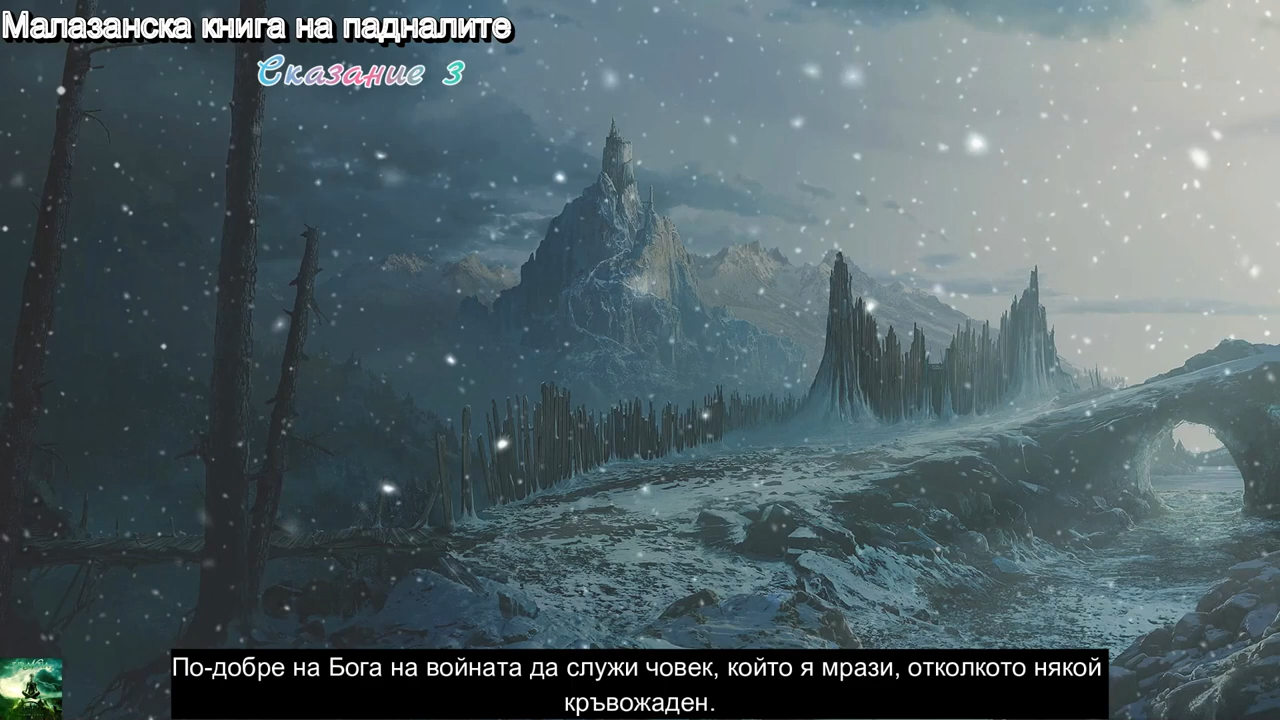 Малазанска книга на падналите
Сказание 3
По-добре на Бога на войната да служи човек, който я мрази, отколкото някой
кръвожаден.